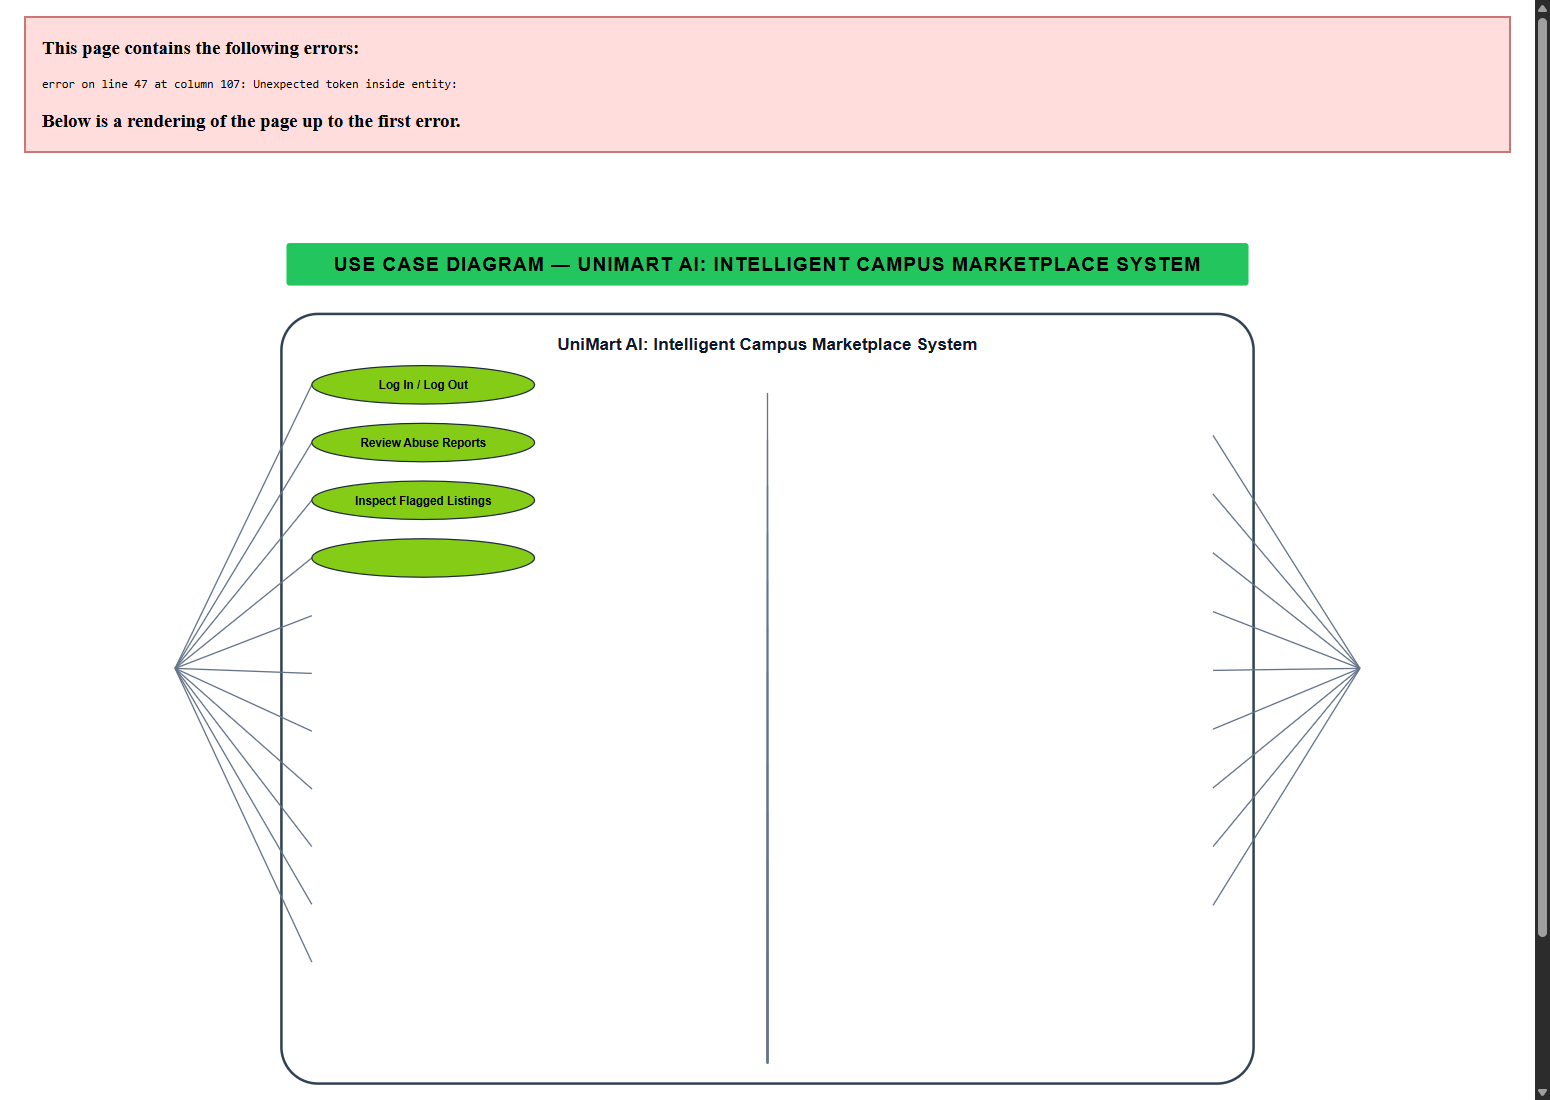 This page contains the following errors:
error on line 47 at column 107: Unexpected token inside entity:
Below is a rendering of the page up to the first error.
USE CASE DIAGRAM — UNIMART AI: INTELLIGENT CAMPUS MARKETPLACE SYSTEM
UniMart AI: Intelligent Campus Marketplace System
Log In / Log Out
Review Abuse Reports
Inspect Flagged Listings